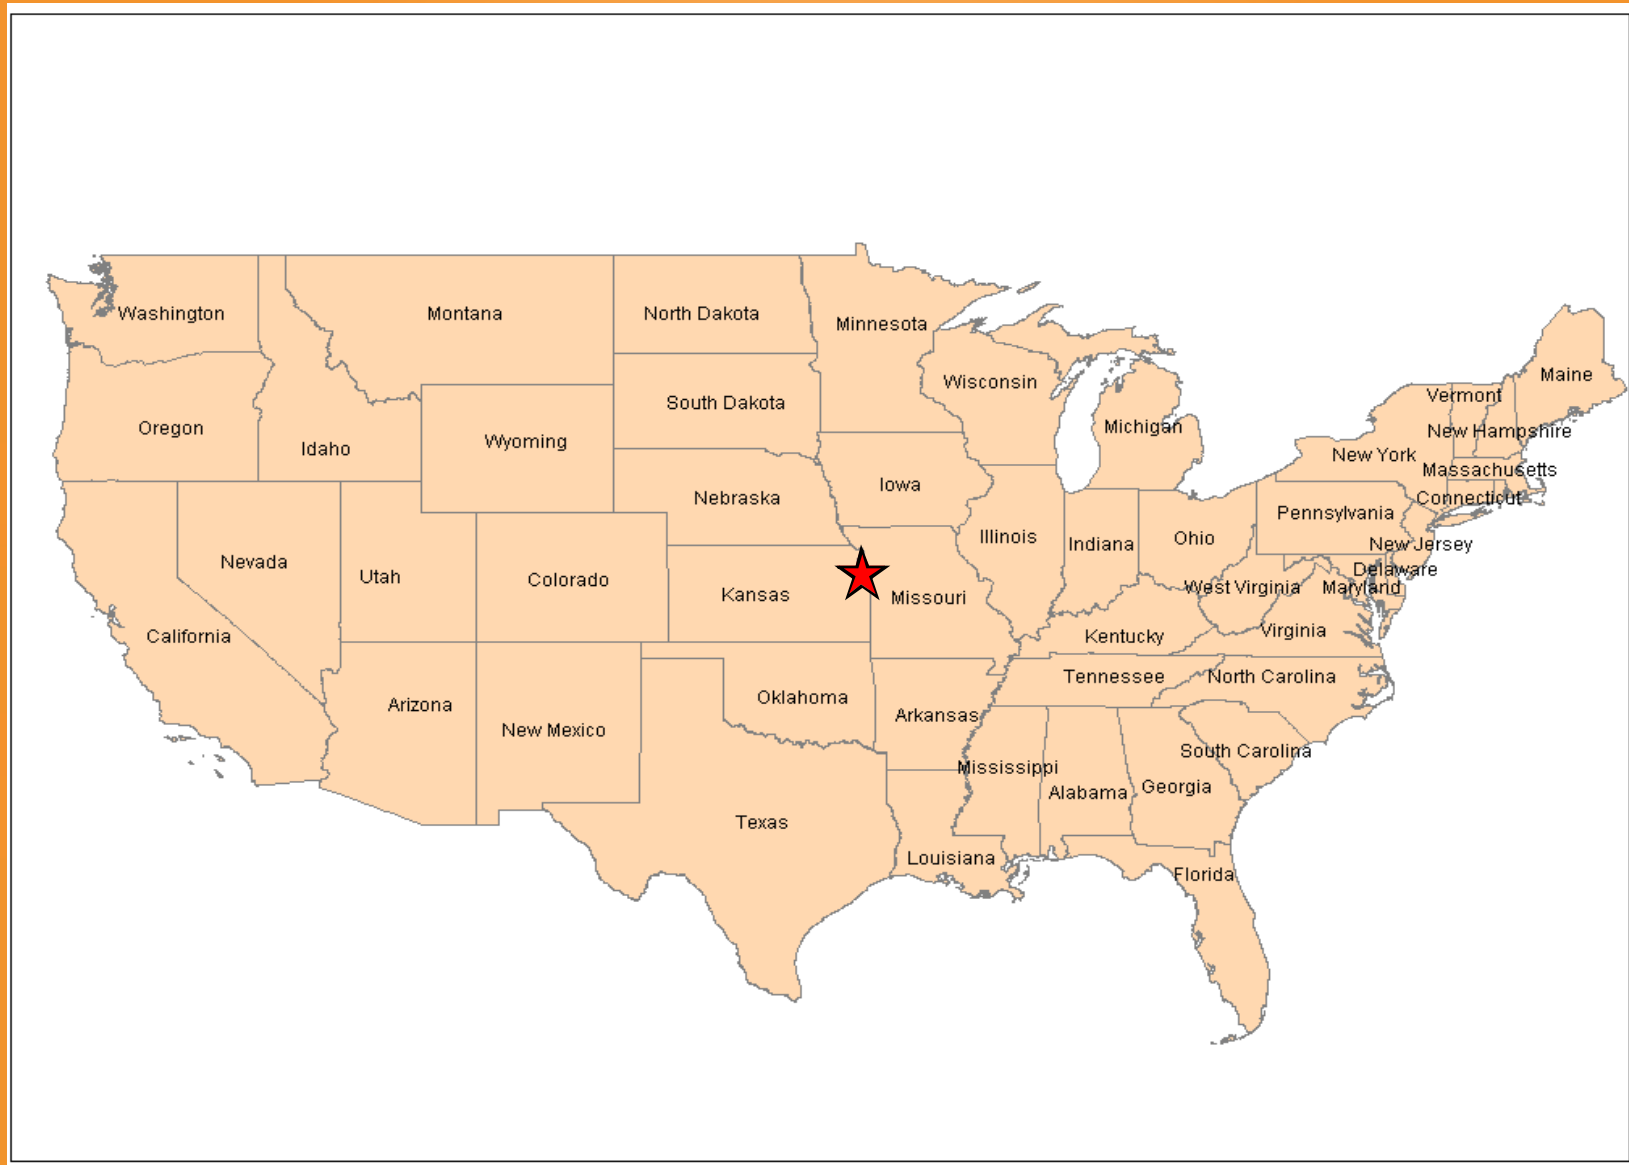 Washington
Montana
North Dakota
Minnesota
Maine
Wisconsin
Vermont
South Dakota
Michigan
Oregon
New Hampshire
Wyoming
Idaho
New York
Massachusetts
Iowa
Nebraska
Connecticut
Pennsylvania
Illinois
Ohio
Indiana
New Jersey
Nevada
Delaware
Utah
Colorado
West Virginia
Maryland
Kansas
Missouri
Virginia
California
Kentucky
Tennessee
North Carolina
Oklahoma
Arizona
Arkansas
New Mexico
South Carolina
Mississippi
Georgia
Alabama
Texas
Louisiana
Florida